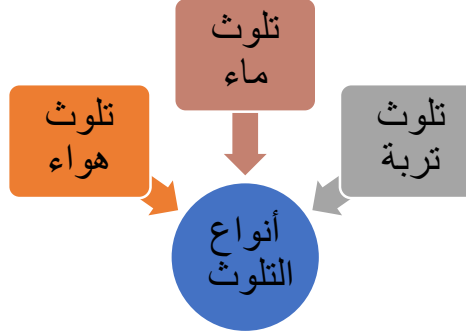 تلوث
ماء
تلوث
تربة
تلوث
هواء
أنواع
التلوث